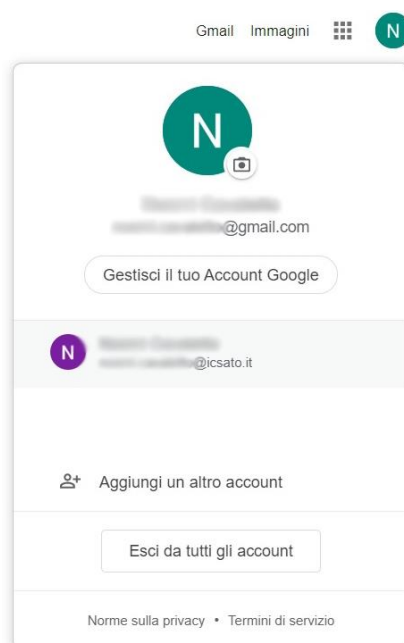 Gmail Immagini N
N
@gmail.com
Gestisci il tuo Account Google
N
@icsato.it
Aggiungi un altro account
Esci da tutti gli account
Norme sulla privacy • Termini di servizio